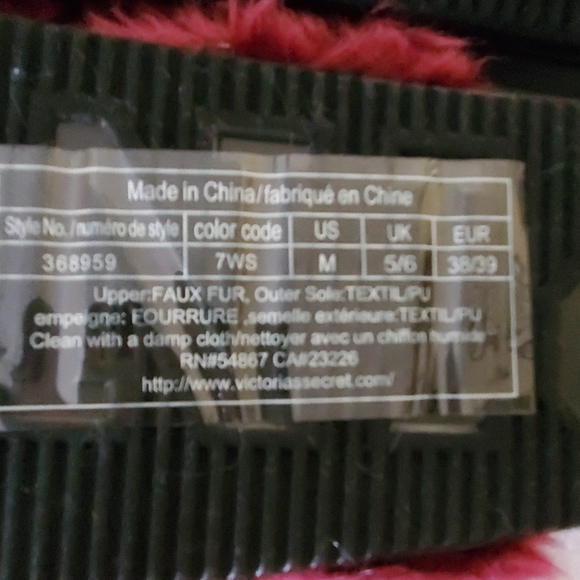 Made in China/fabriqué en Chine
Style No./numéro de style color code US UK EUR
368959 7WS M 5/6 38/39
Upper:FAUX FUR, Outer Sole:TEXTIL/PU
empeigne: FOURRURE ,semelle extérieure:TEXTIL/PU
Clean with a damp cloth/nettoyer avec un chiffon humide
RN#54867 CA#23226
http://www.victoriassecret.com/